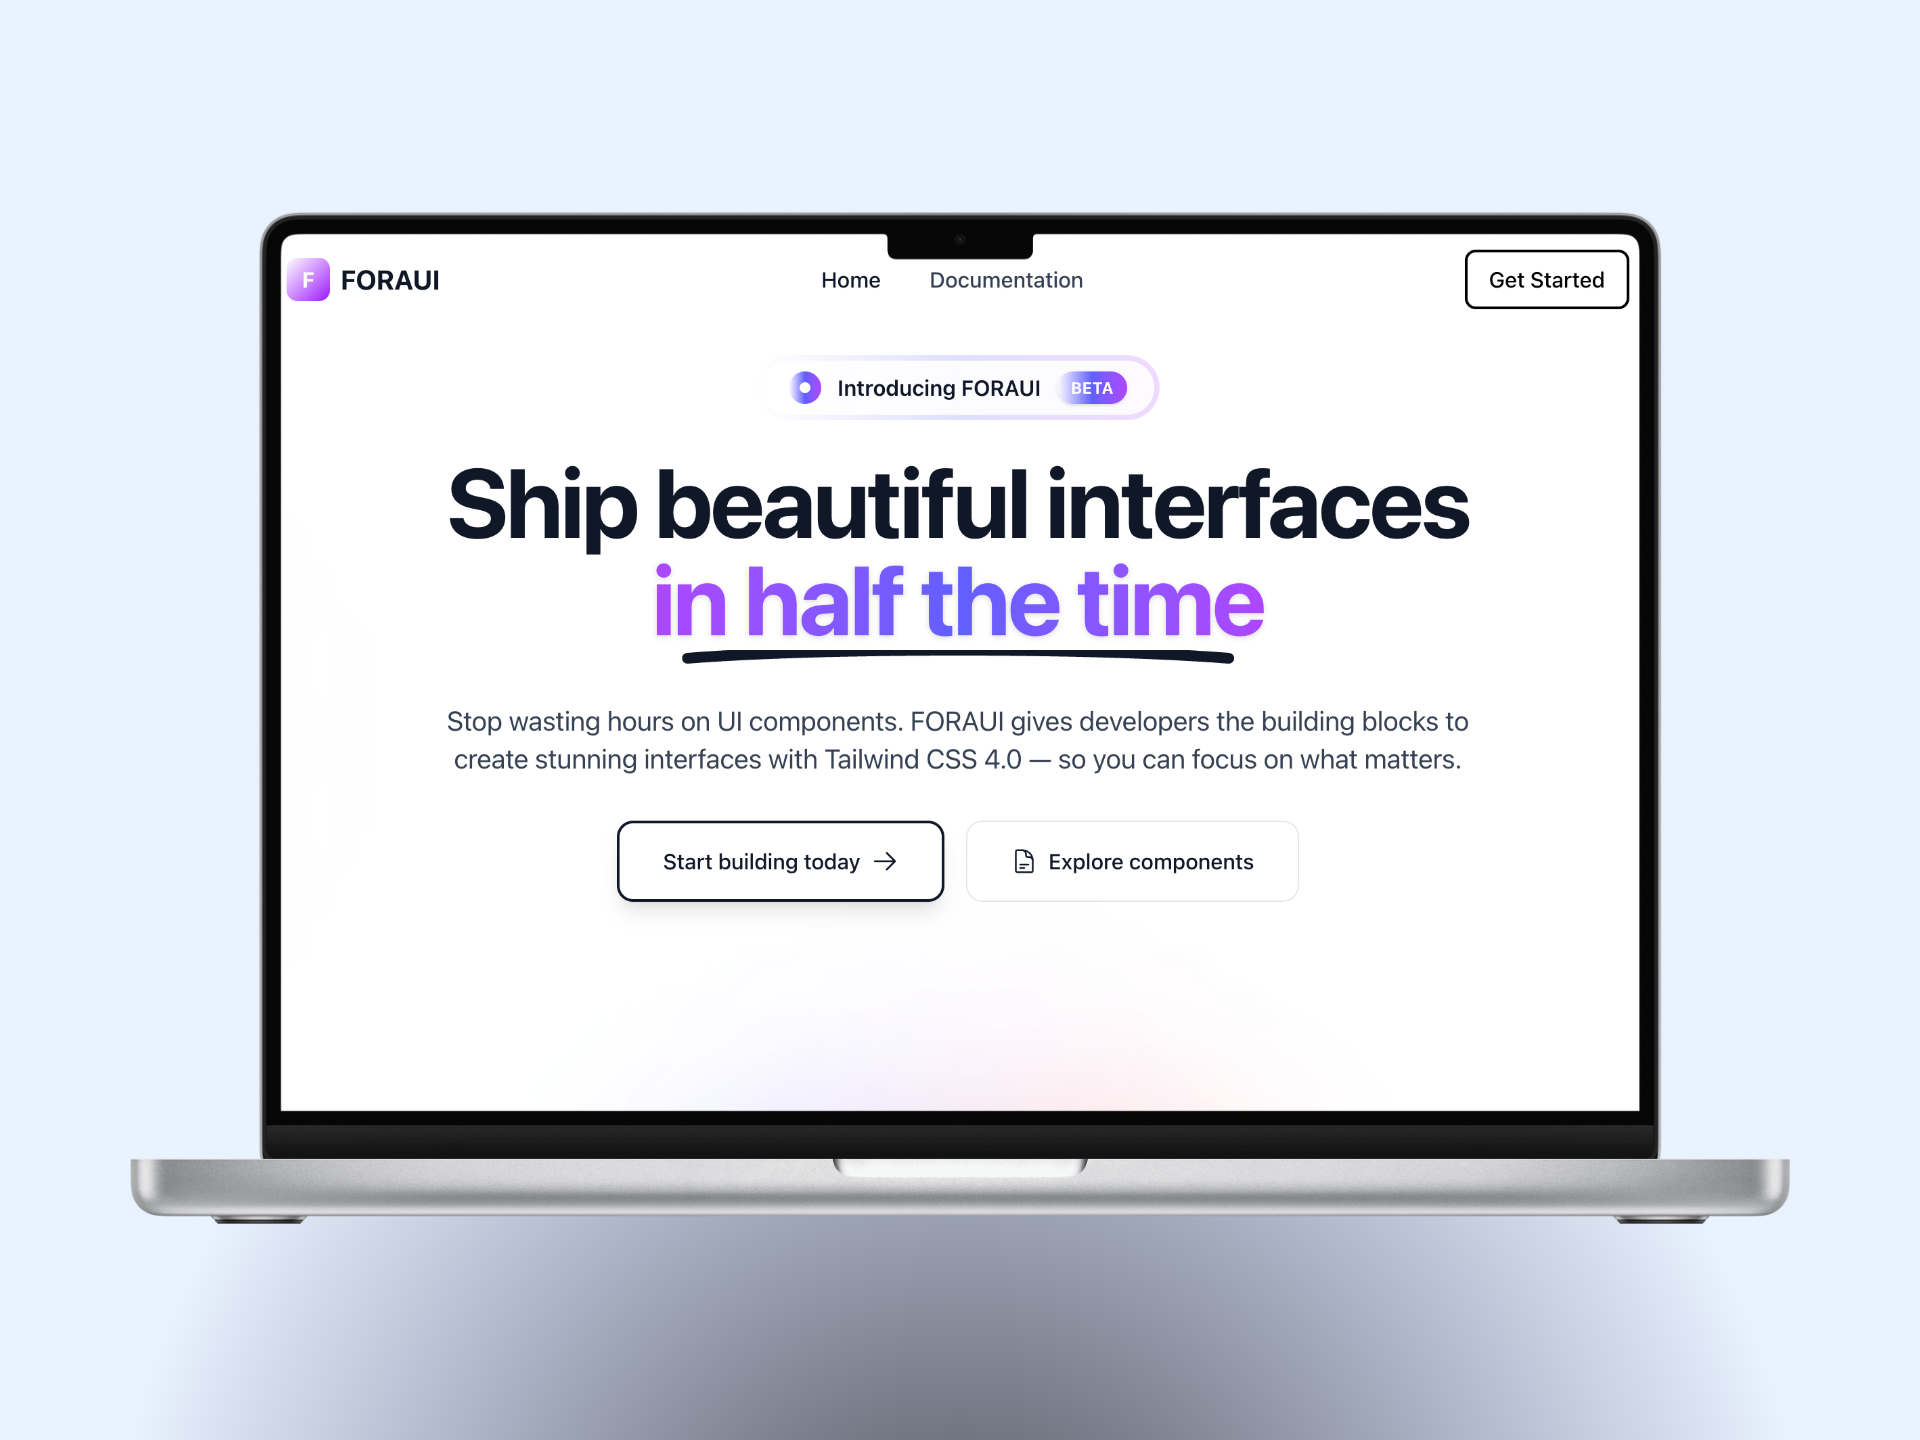 F FORAUI
Home Documentation
Get Started
Introducing FORAUI BETA
Ship beautiful interfaces
in half the time
Stop wasting hours on UI components. FORAUI gives developers the building blocks to
create stunning interfaces with Tailwind CSS 4.0 — so you can focus on what matters.
Start building today →
Explore components